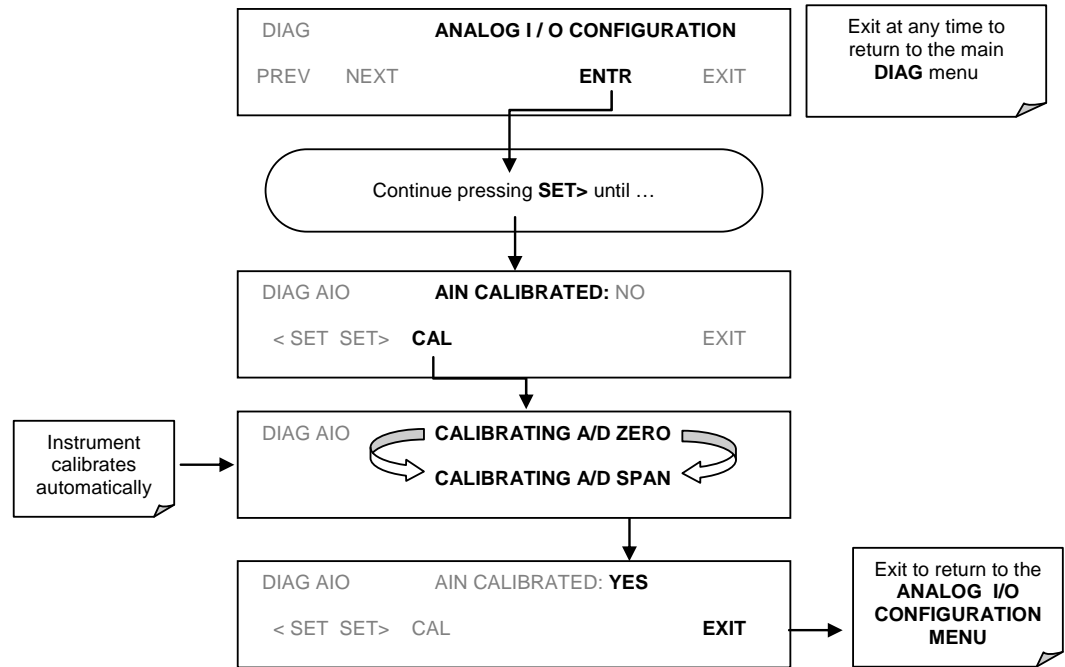 DIAG ANALOG I / O CONFIGURATION
PREV NEXT ENTR EXIT
Exit at any time to
return to the main
DIAG menu
Continue pressing SET> until …
DIAG AIO AIN CALIBRATED: NO
< SET SET> CAL EXIT
Instrument
calibrates
automatically
DIAG AIO CALIBRATING A/D ZERO
CALIBRATING A/D SPAN
DIAG AIO AIN CALIBRATED: YES
< SET SET> CAL EXIT
Exit to return to the
ANALOG I/O
CONFIGURATION
MENU